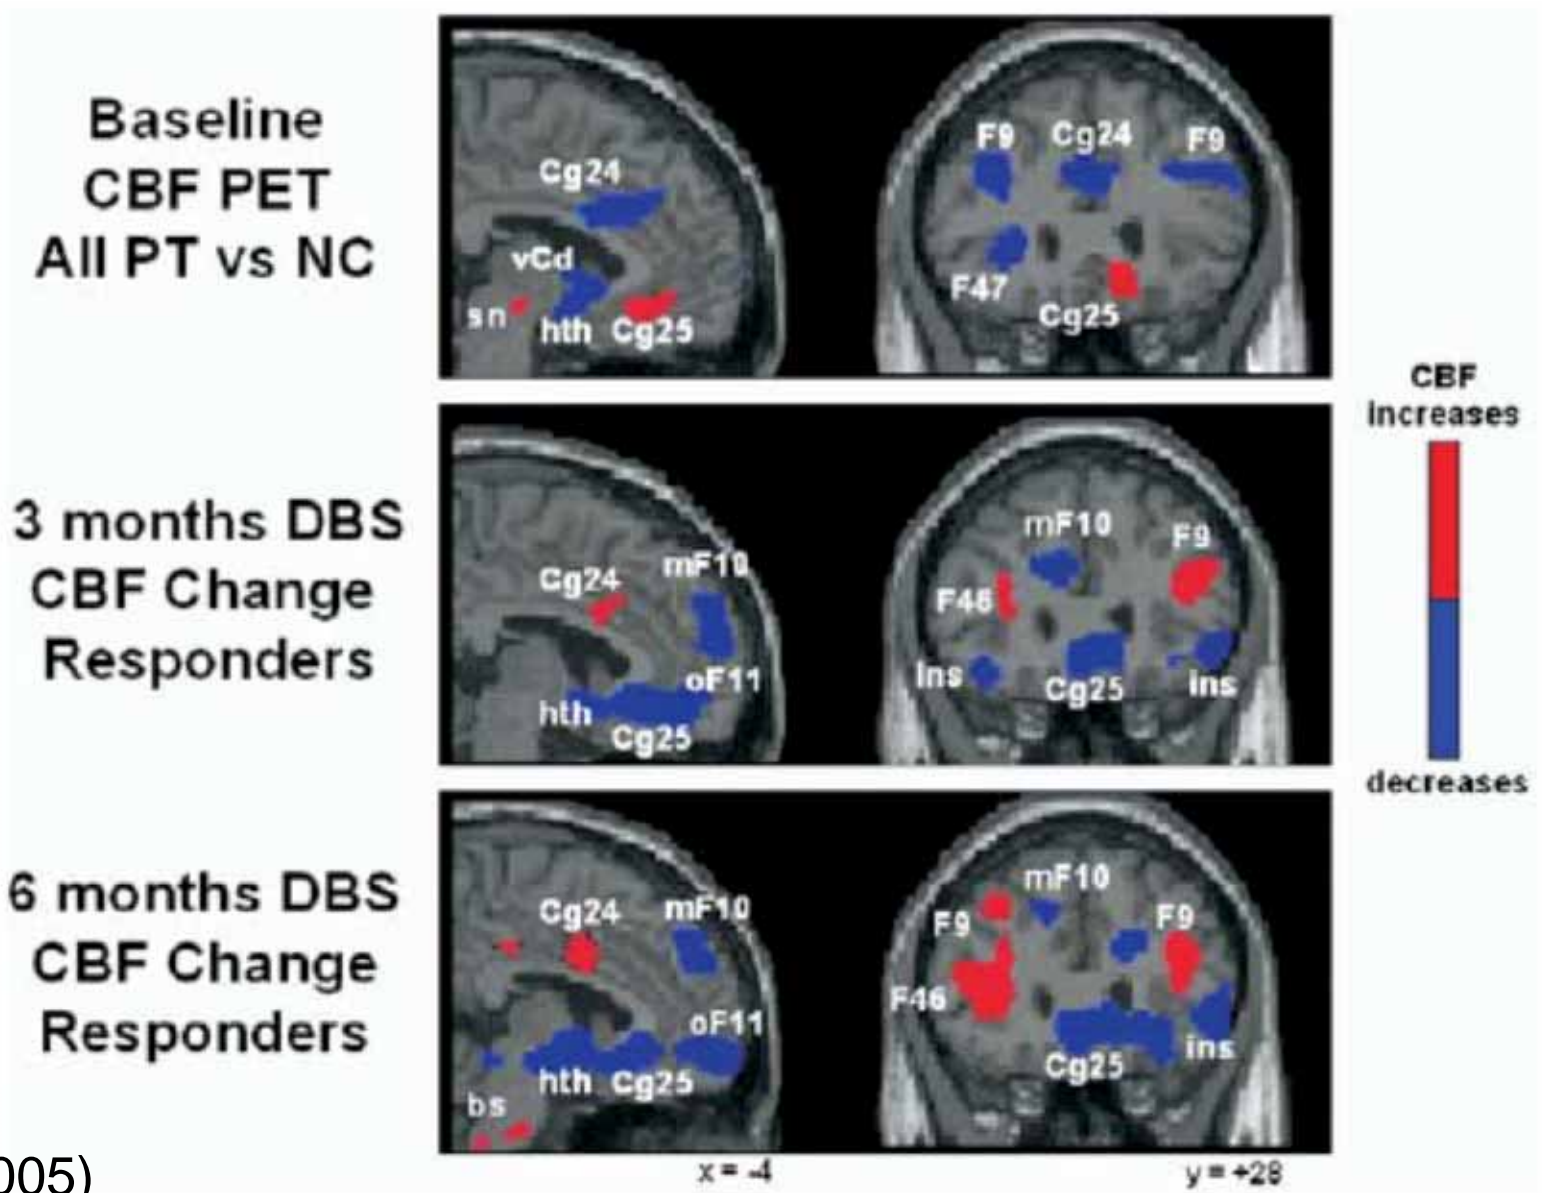 Baseline
CBF PET
All PT vs NC
Cg24
vCd
sn
hth
Cg25
F9
Cg24
F9
F47
Cg25
3 months DBS
CBF Change
Responders
Cg24
mF10
oF11
hth
Cg25
mF10
F9
F46
ins
Cg25
ins
6 months DBS
CBF Change
Responders
Cg24
mF10
oF11
hth
Cg25
bs
mF10
F9
F9
F46
Cg25
ins
CBF
increases
decreases
x = -4
y = +28
005)